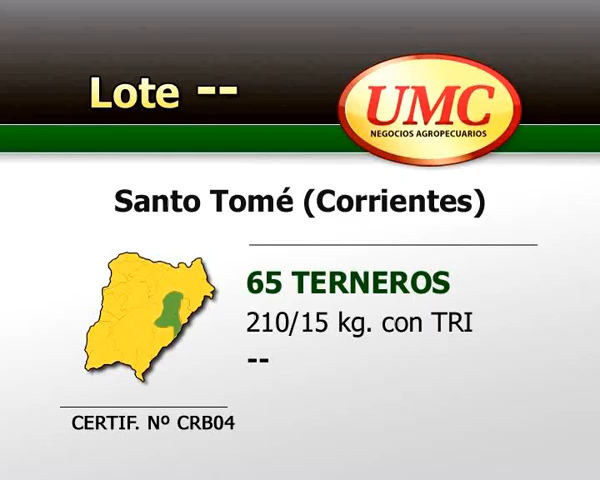 Lote --
UMC
NEGOCIOS AGROPECUARIOS
Santo Tomé (Corrientes)
65 TERNEROS
210/15 kg. con TRI
--
CERTIF. Nº CRB04